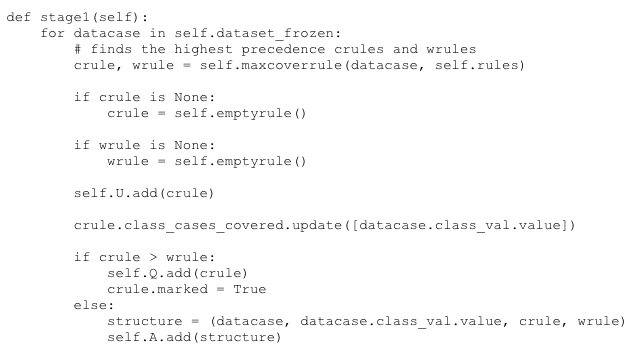 def stage1(self):
    for datacase in self.dataset_frozen:
        # finds the highest precedence crules and wrules
        crule, wrule = self.maxcoverrule(datacase, self.rules)

        if crule is None:
            crule = self.emptyrule()

        if wrule is None:
            wrule = self.emptyrule()

        self.U.add(crule)

        crule.class_cases_covered.update([datacase.class_val.value])

        if crule > wrule:
            self.Q.add(crule)
            crule.marked = True
        else:
            structure = (datacase, datacase.class_val.value, crule, wrule)
            self.A.add(structure)